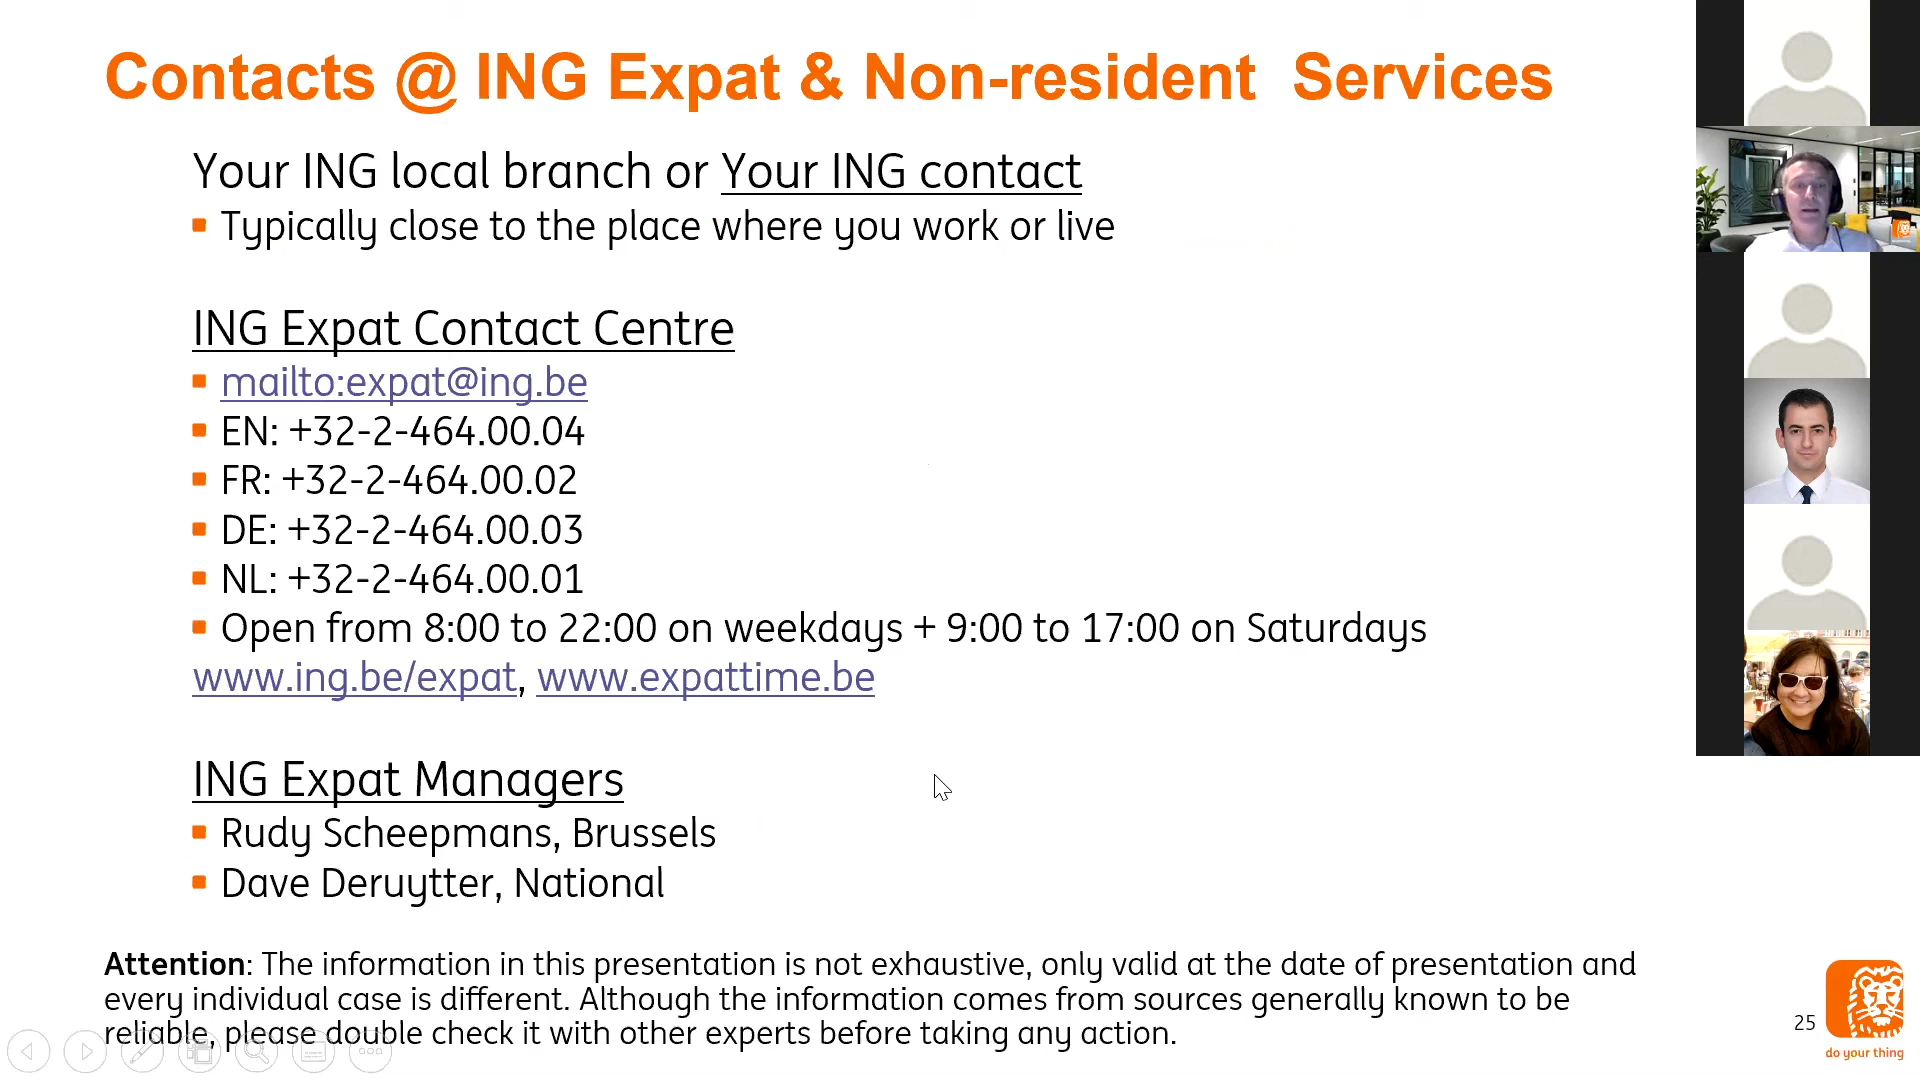 Contacts @ ING Expat & Non-resident  Services
Your ING local branch or Your ING contact
Typically close to the place where you work or live
ING Expat Contact Centre
mailto:expat@ing.be
EN: +32-2-464.00.04
FR: +32-2-464.00.02
DE: +32-2-464.00.03
NL: +32-2-464.00.01
Open from 8:00 to 22:00 on weekdays + 9:00 to 17:00 on Saturdays
www.ing.be/expat, www.expattime.be
ING Expat Managers
Rudy Scheepmans, Brussels
Dave Deruytter, National
Attention: The information in this presentation is not exhaustive, only valid at the date of presentation and
every individual case is different. Although the information comes from sources generally known to be
reliable, please double check it with other experts before taking any action.
25
do your thing